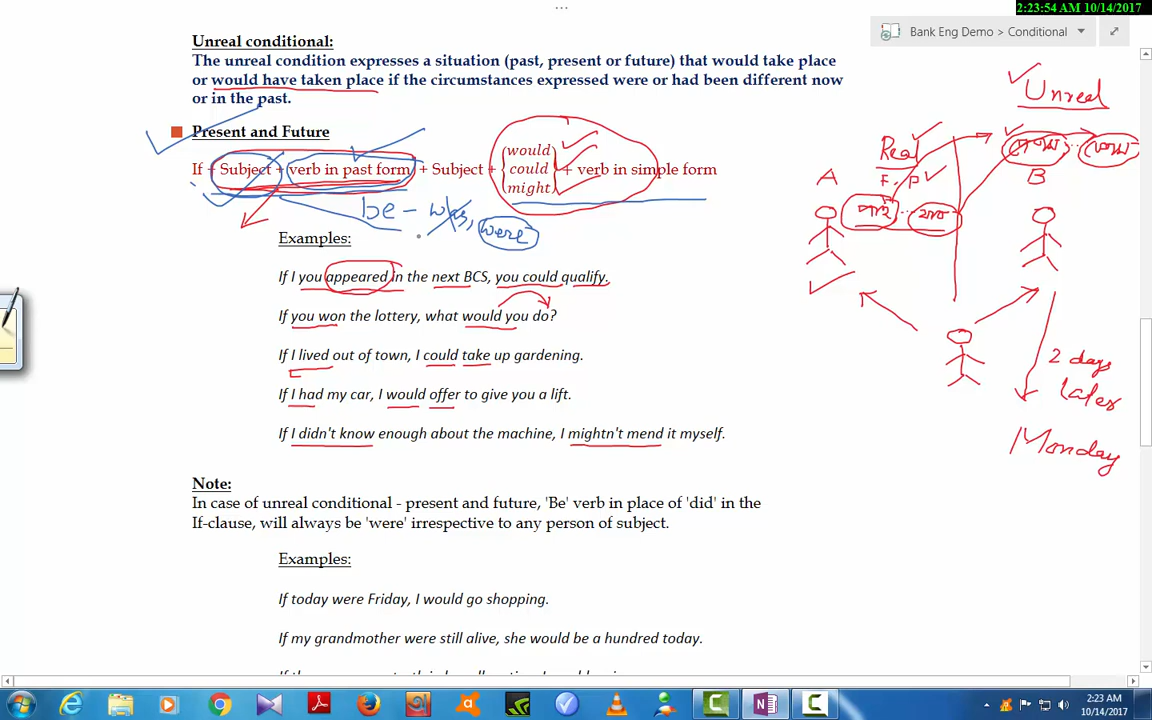 2:23:54 AM 10/14/2017
Bank Eng Demo > Conditional
Unreal conditional:
The unreal condition expresses a situation (past, present or future) that would take place
or would have taken place if the circumstances expressed were or had been different now
or in the past.
Present and Future
If + Subject + verb in past form + Subject + (would / could / might) + verb in simple form
be - was, were
Examples:
If I you appeared in the next BCS, you could qualify.
If you won the lottery, what would you do?
If I lived out of town, I could take up gardening.
If I had my car, I would offer to give you a lift.
If I didn't know enough about the machine, I mightn't mend it myself.
Note:
In case of unreal conditional - present and future, 'Be' verb in place of 'did' in the
If-clause, will always be 'were' irrespective to any person of subject.
Examples:
If today were Friday, I would go shopping.
If my grandmother were still alive, she would be a hundred today.
Unreal
Real
F, P
A
B
2 days
later
Monday
2:23 AM
10/14/2017